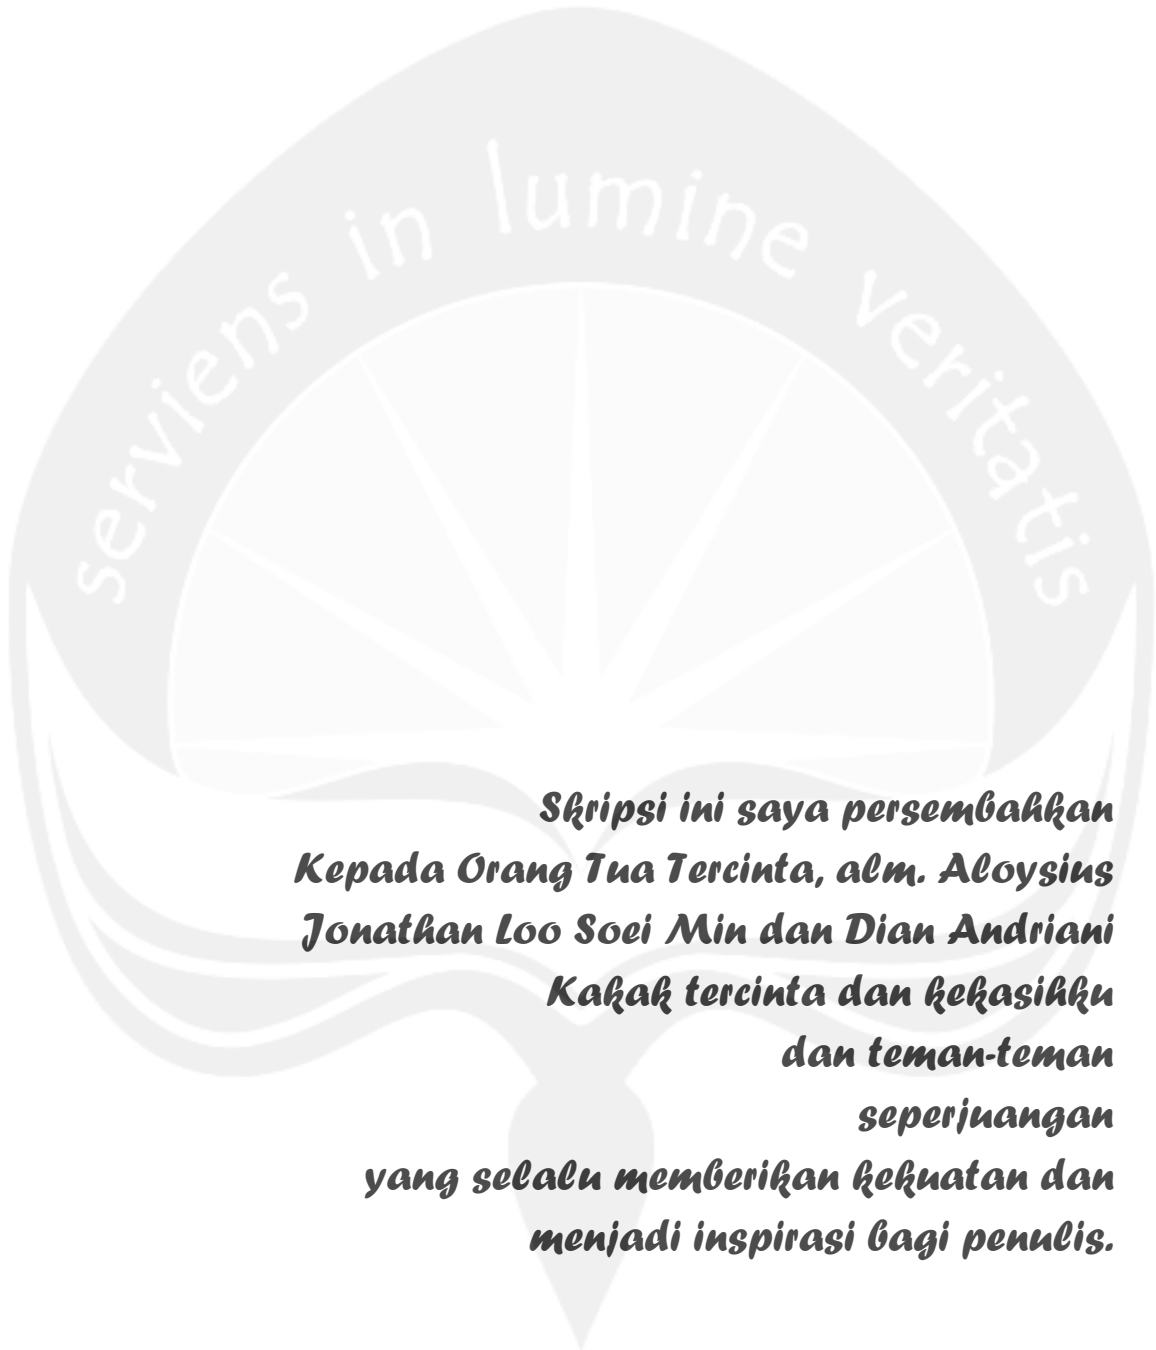 serviens in lumine veritatis
Skripsi ini saya persembahkan
Kepada Orang Tua Tercinta, alm. Aloysius
Jonathan Loo Soei Min dan Dian Andriani
Kakak tercinta dan kekasihku
dan teman-teman
seperjuangan
yang selalu memberikan kekuatan dan
menjadi inspirasi bagi penulis.